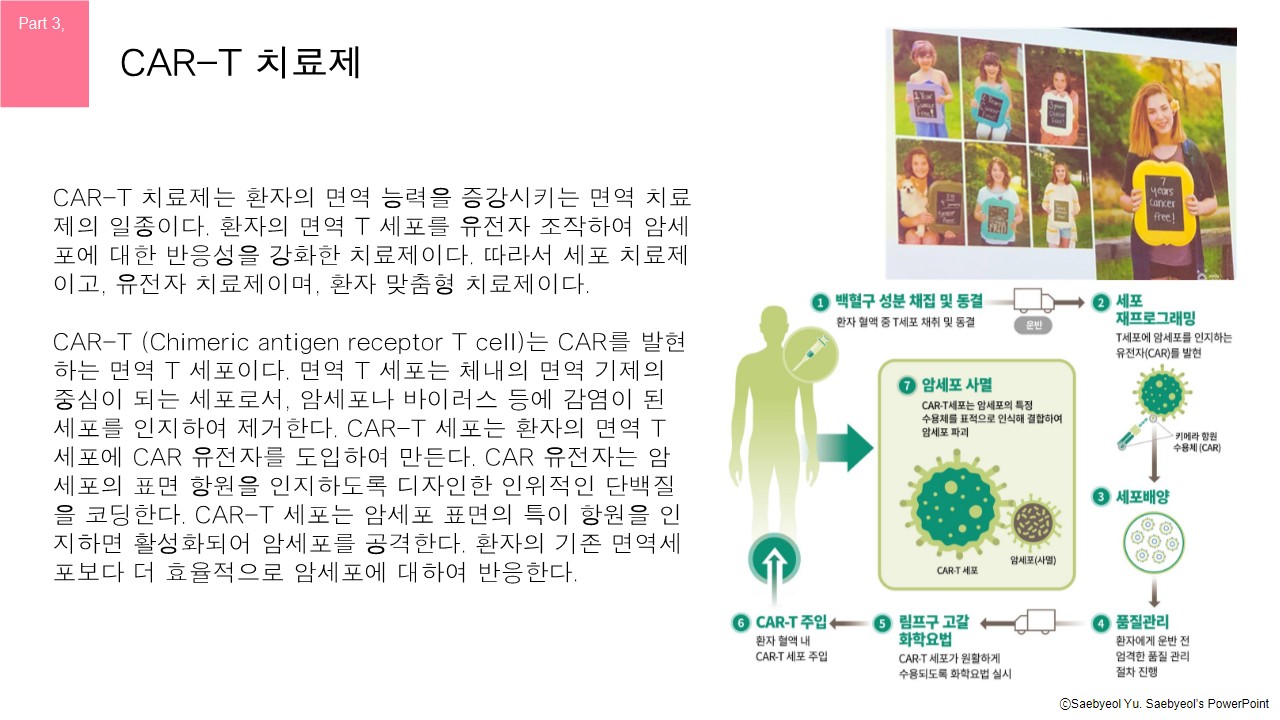 Part 3,
CAR-T 치료제
CAR-T 치료제는 환자의 면역 능력을 증강시키는 면역 치료
제의 일종이다. 환자의 면역 T 세포를 유전자 조작하여 암세
포에 대한 반응성을 강화한 치료제이다. 따라서 세포 치료제
이고, 유전자 치료제이며, 환자 맞춤형 치료제이다.
CAR-T (Chimeric antigen receptor T cell)는 CAR를 발현
하는 면역 T 세포이다. 면역 T 세포는 체내의 면역 기제의
중심이 되는 세포로서, 암세포나 바이러스 등에 감염이 된
세포를 인지하여 제거한다. CAR-T 세포는 환자의 면역 T
세포에 CAR 유전자를 도입하여 만든다. CAR 유전자는 암
세포의 표면 항원을 인지하도록 디자인한 인위적인 단백질
을 코딩한다. CAR-T 세포는 암세포 표면의 특이 항원을 인
지하면 활성화되어 암세포를 공격한다. 환자의 기존 면역세
포보다 더 효율적으로 암세포에 대하여 반응한다.
7
years
cancer
free!
1 백혈구 성분 채집 및 동결
환자 혈액 중 T세포 채취 및 동결
운반
2 세포
재프로그래밍
T세포에 암세포를 인지하는
유전자(CAR)를 발현
키메라 항원
수용체 (CAR)
3 세포배양
4 품질관리
환자에게 운반 전
엄격한 품질 관리
절차 진행
5 림프구 고갈
화학요법
CAR-T 세포가 원활하게
수용되도록 화학요법 실시
6 CAR-T 주입
환자 혈액 내
CAR-T 세포 주입
7 암세포 사멸
CAR-T세포는 암세포의 특정
수용체를 표적으로 인식해 결합하여
암세포 파괴
CAR-T 세포
암세포(사멸)
ⓒSaebyeol Yu. Saebyeol's PowerPoint